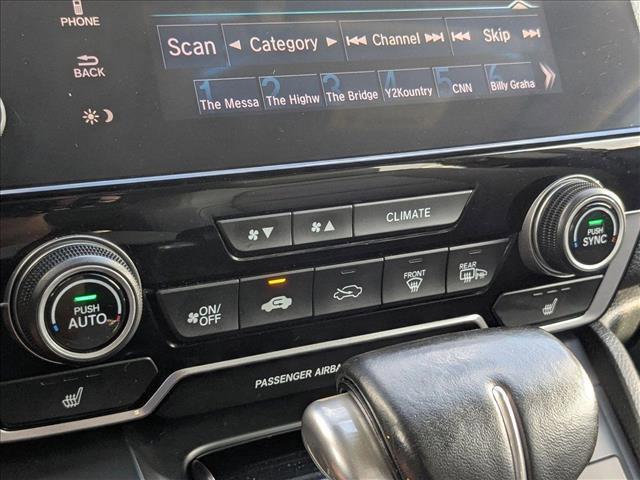 PHONE
Scan Category Channel Skip
BACK
1 2 3 4 5 6
The Messa The Highw The Bridge Y2Kountry CNN Billy Graha
CLIMATE
PUSH
SYNC
PUSH
AUTO
ON/
OFF
FRONT
REAR
PASSENGER AIRBA